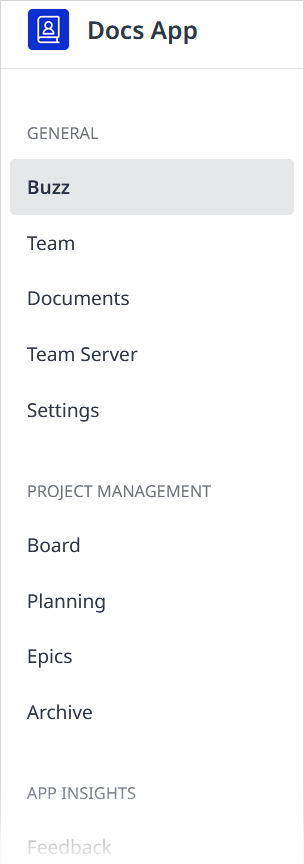 Docs App
GENERAL
Buzz
Team
Documents
Team Server
Settings
PROJECT MANAGEMENT
Board
Planning
Epics
Archive
APP INSIGHTS
Feedback